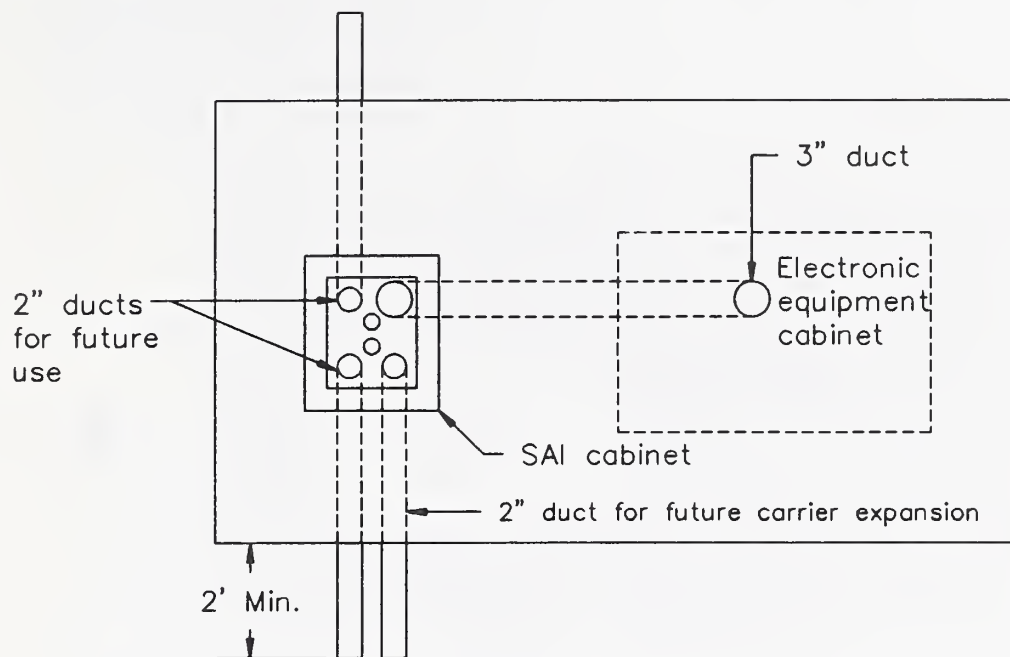 3" duct
Electronic
equipment
cabinet
2" ducts
for future
use
SAI cabinet
2" duct for future carrier expansion
2' Min.